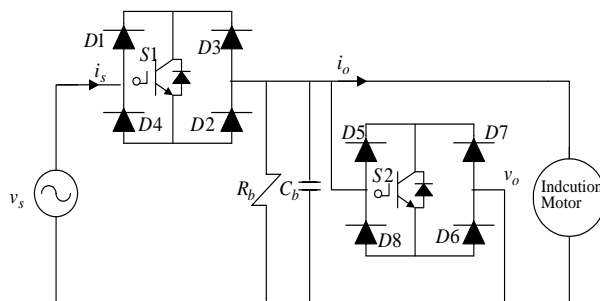 D1
S1
D3
i_s
D4
D2
i_o
D5
D7
S2
v_o
R_b
C_b
v_s
D8
D6
Indcution
Motor